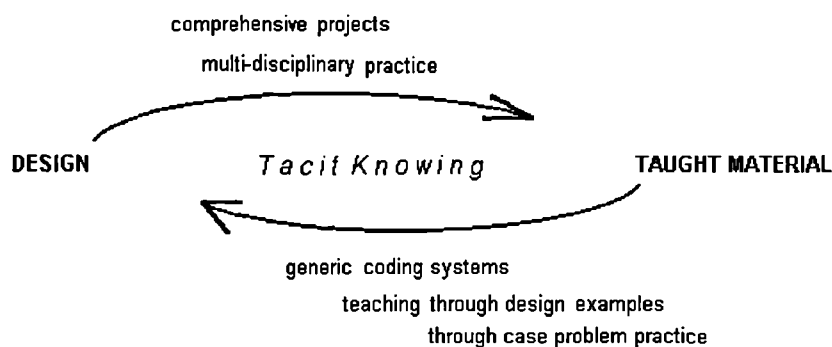 comprehensive projects
multi-disciplinary practice
DESIGN Tacit Knowing TAUGHT MATERIAL
generic coding systems
teaching through design examples
through case problem practice